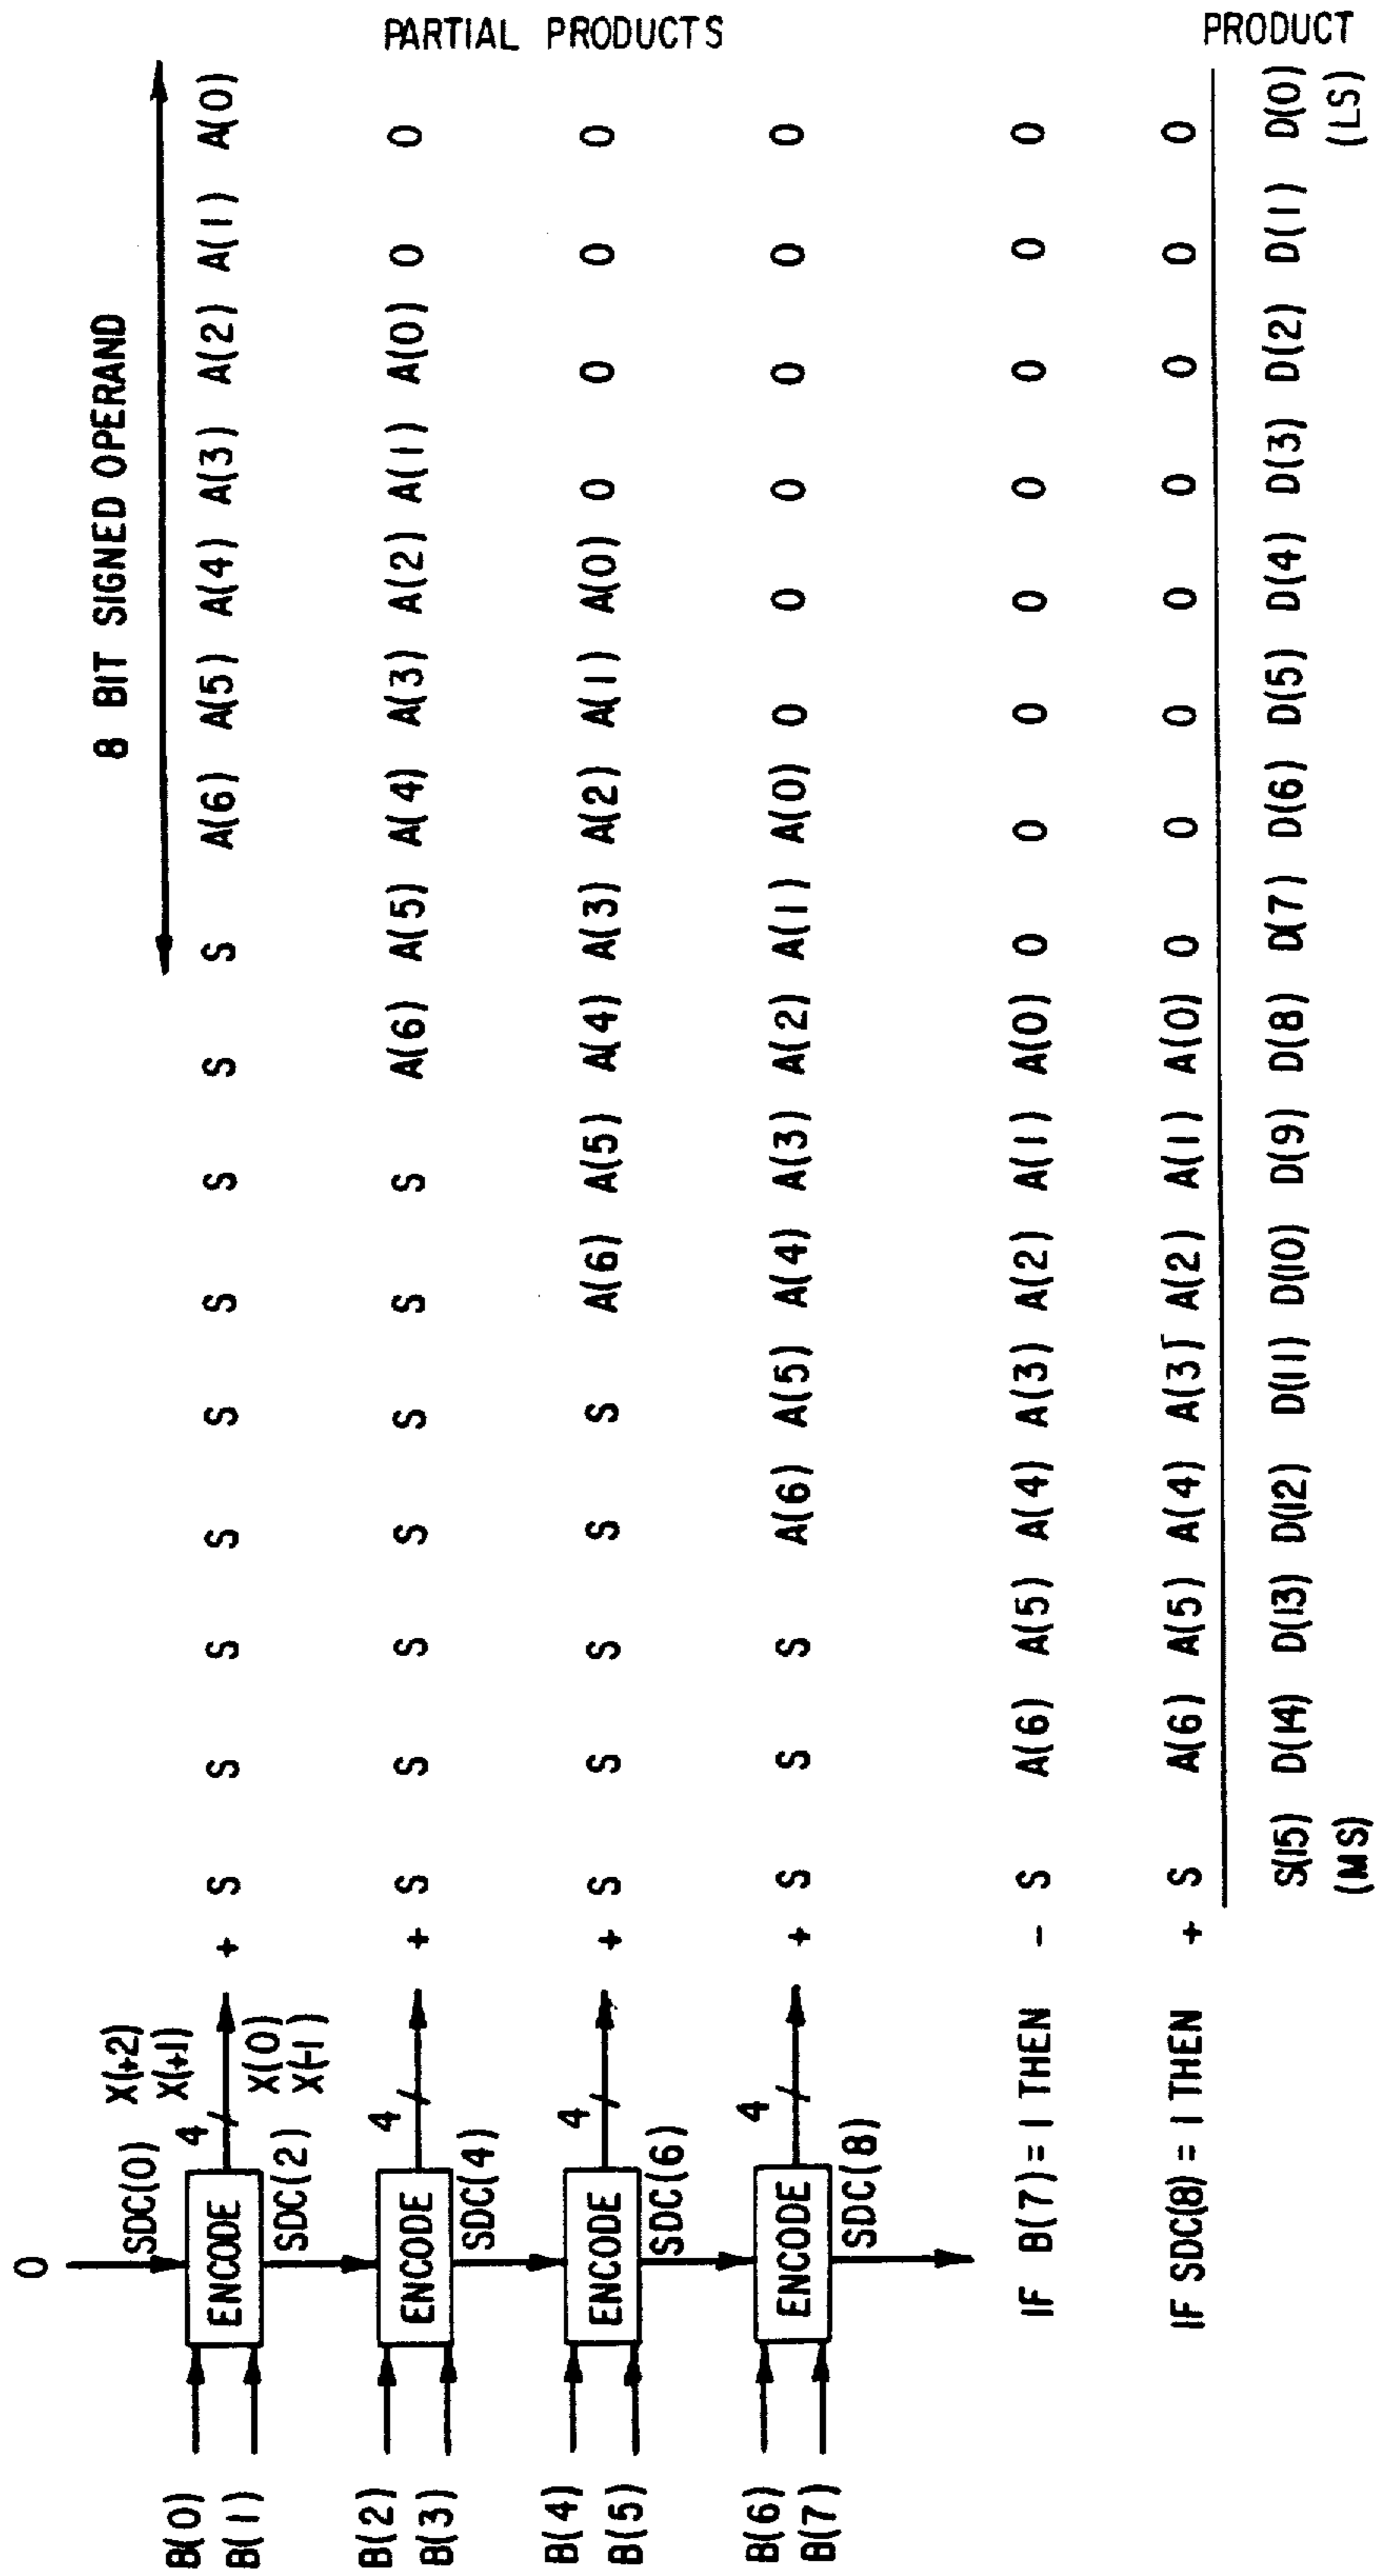 8 BIT SIGNED OPERAND
PARTIAL PRODUCTS
0
SDC(0)
X(+2)
X(+1)
X(0)
X(-1)
B(0)
B(1)
ENCODE
4
+ S S S S S S S S S A(6) A(5) A(4) A(3) A(2) A(1) A(0)
SDC(2)
B(2)
B(3)
ENCODE
4
+ S S S S S S S A(6) A(5) A(4) A(3) A(2) A(1) A(0) 0 0
SDC(4)
B(4)
B(5)
ENCODE
4
+ S S S S S A(6) A(5) A(4) A(3) A(2) A(1) A(0) 0 0 0 0
SDC(6)
B(6)
B(7)
ENCODE
4
+ S S S A(6) A(5) A(4) A(3) A(2) A(1) A(0) 0 0 0 0 0 0
SDC(8)
IF B(7)=1 THEN - S A(6) A(5) A(4) A(3) A(2) A(1) A(0) 0 0 0 0 0 0 0 0
IF SDC(8)=1 THEN + S A(6) A(5) A(4) A(3) A(2) A(1) A(0) 0 0 0 0 0 0 0 0
PRODUCT
S(15) D(14) D(13) D(12) D(11) D(10) D(9) D(8) D(7) D(6) D(5) D(4) D(3) D(2) D(1) D(0)
(MS)
(LS)